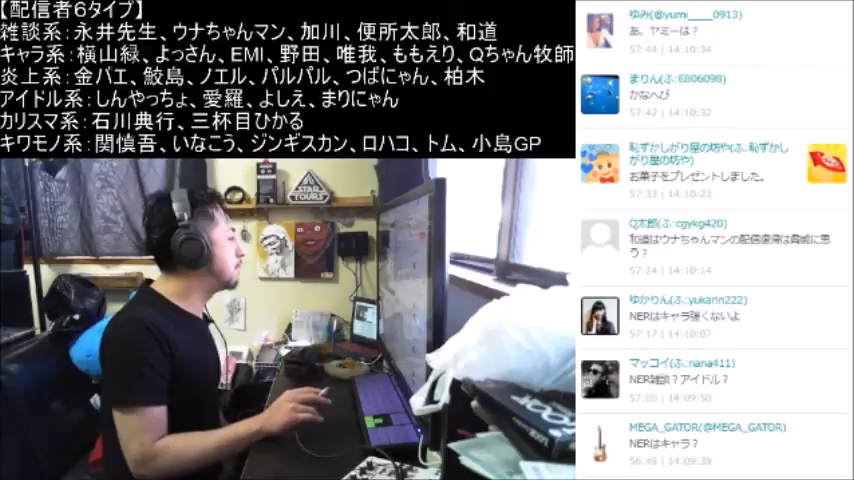 【配信者6タイプ】
雑談系：永井先生、ウナちゃんマン、加川、便所太郎、和道
キャラ系：横山緑、よっさん、EMI、野田、唯我、ももえり、Qちゃん牧師
炎上系：金バエ、鮫島、ノエル、パルパル、つばにゃん、柏木
アイドル系：しんやっちょ、愛羅、よしえ、まりにゃん
カリスマ系：石川典行、三杯目ひかる
キワモノ系：関慎吾、いなこう、ジンギスカン、ロハコ、トム、小島GP
STAR
TOURS
ゆみ(@yumi____0913)
あ、ヤミーは？
57:44 | 14:10:34
まりん(ふ:EB06098)
かなへび
57:42 | 14:10:32
恥ずかしがり屋の坊や(ふ:恥ずかし
がり屋の坊や)
お菓子をプレゼントしました。
57:33 | 14:10:23
Q太郎(ふ:cgykg420)
和道はウナちゃんマンの配信復帰は脅威に思
う？
57:24 | 14:10:14
ゆかりん(ふ:yukarin222)
NERはキャラ強くないよ
57:17 | 14:10:07
マッコイ(ふ:nana411)
NER雑談？アイドル？
57:00 | 14:09:50
MEGA_GATOR(@MEGA_GATOR)
NERはキャラ？
56:49 | 14:09:39